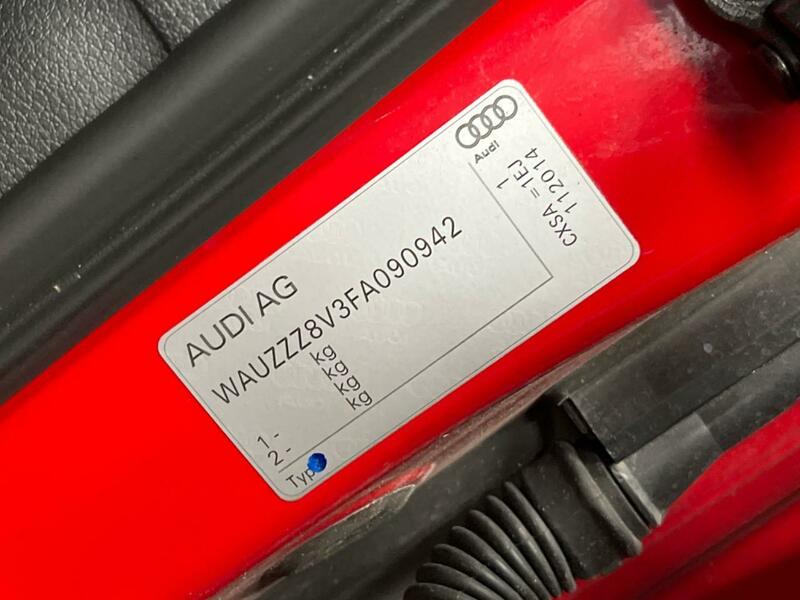 AUDI AG
WAUZZZ8V3FA090942
kg
kg
1 - kg
2 - kg
Typ
Audi
1
CXSA = 1EJ
112014